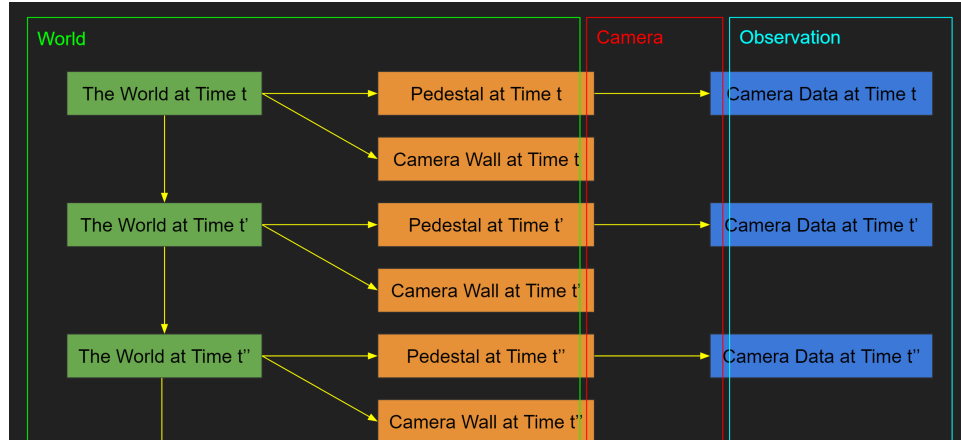 World
Camera
Observation
The World at Time t
Pedestal at Time t
Camera Data at Time t
Camera Wall at Time t
The World at Time t’
Pedestal at Time t’
Camera Data at Time t’
Camera Wall at Time t’
The World at Time t’’
Pedestal at Time t’’
Camera Data at Time t’’
Camera Wall at Time t’’